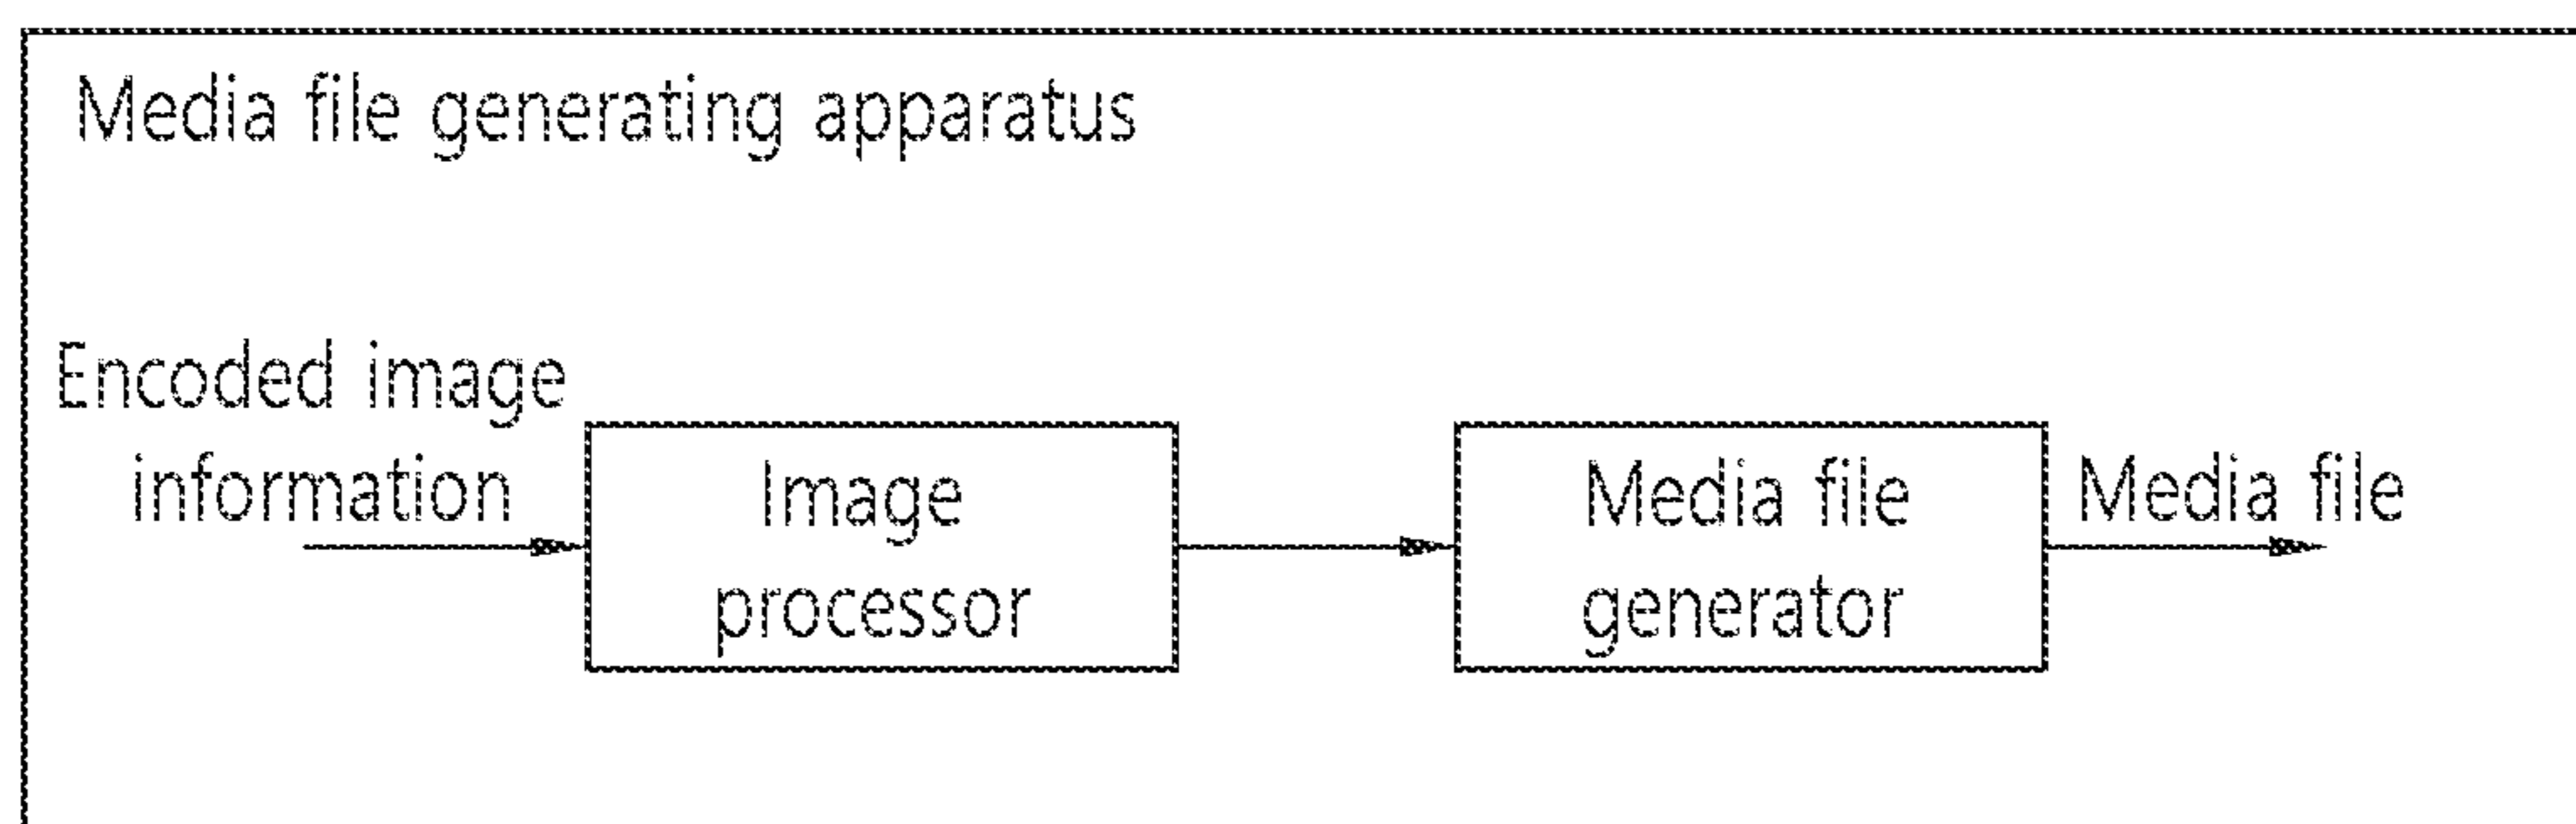 Media file generating apparatus
Encoded image
information
Image
processor
Media file
generator
Media file